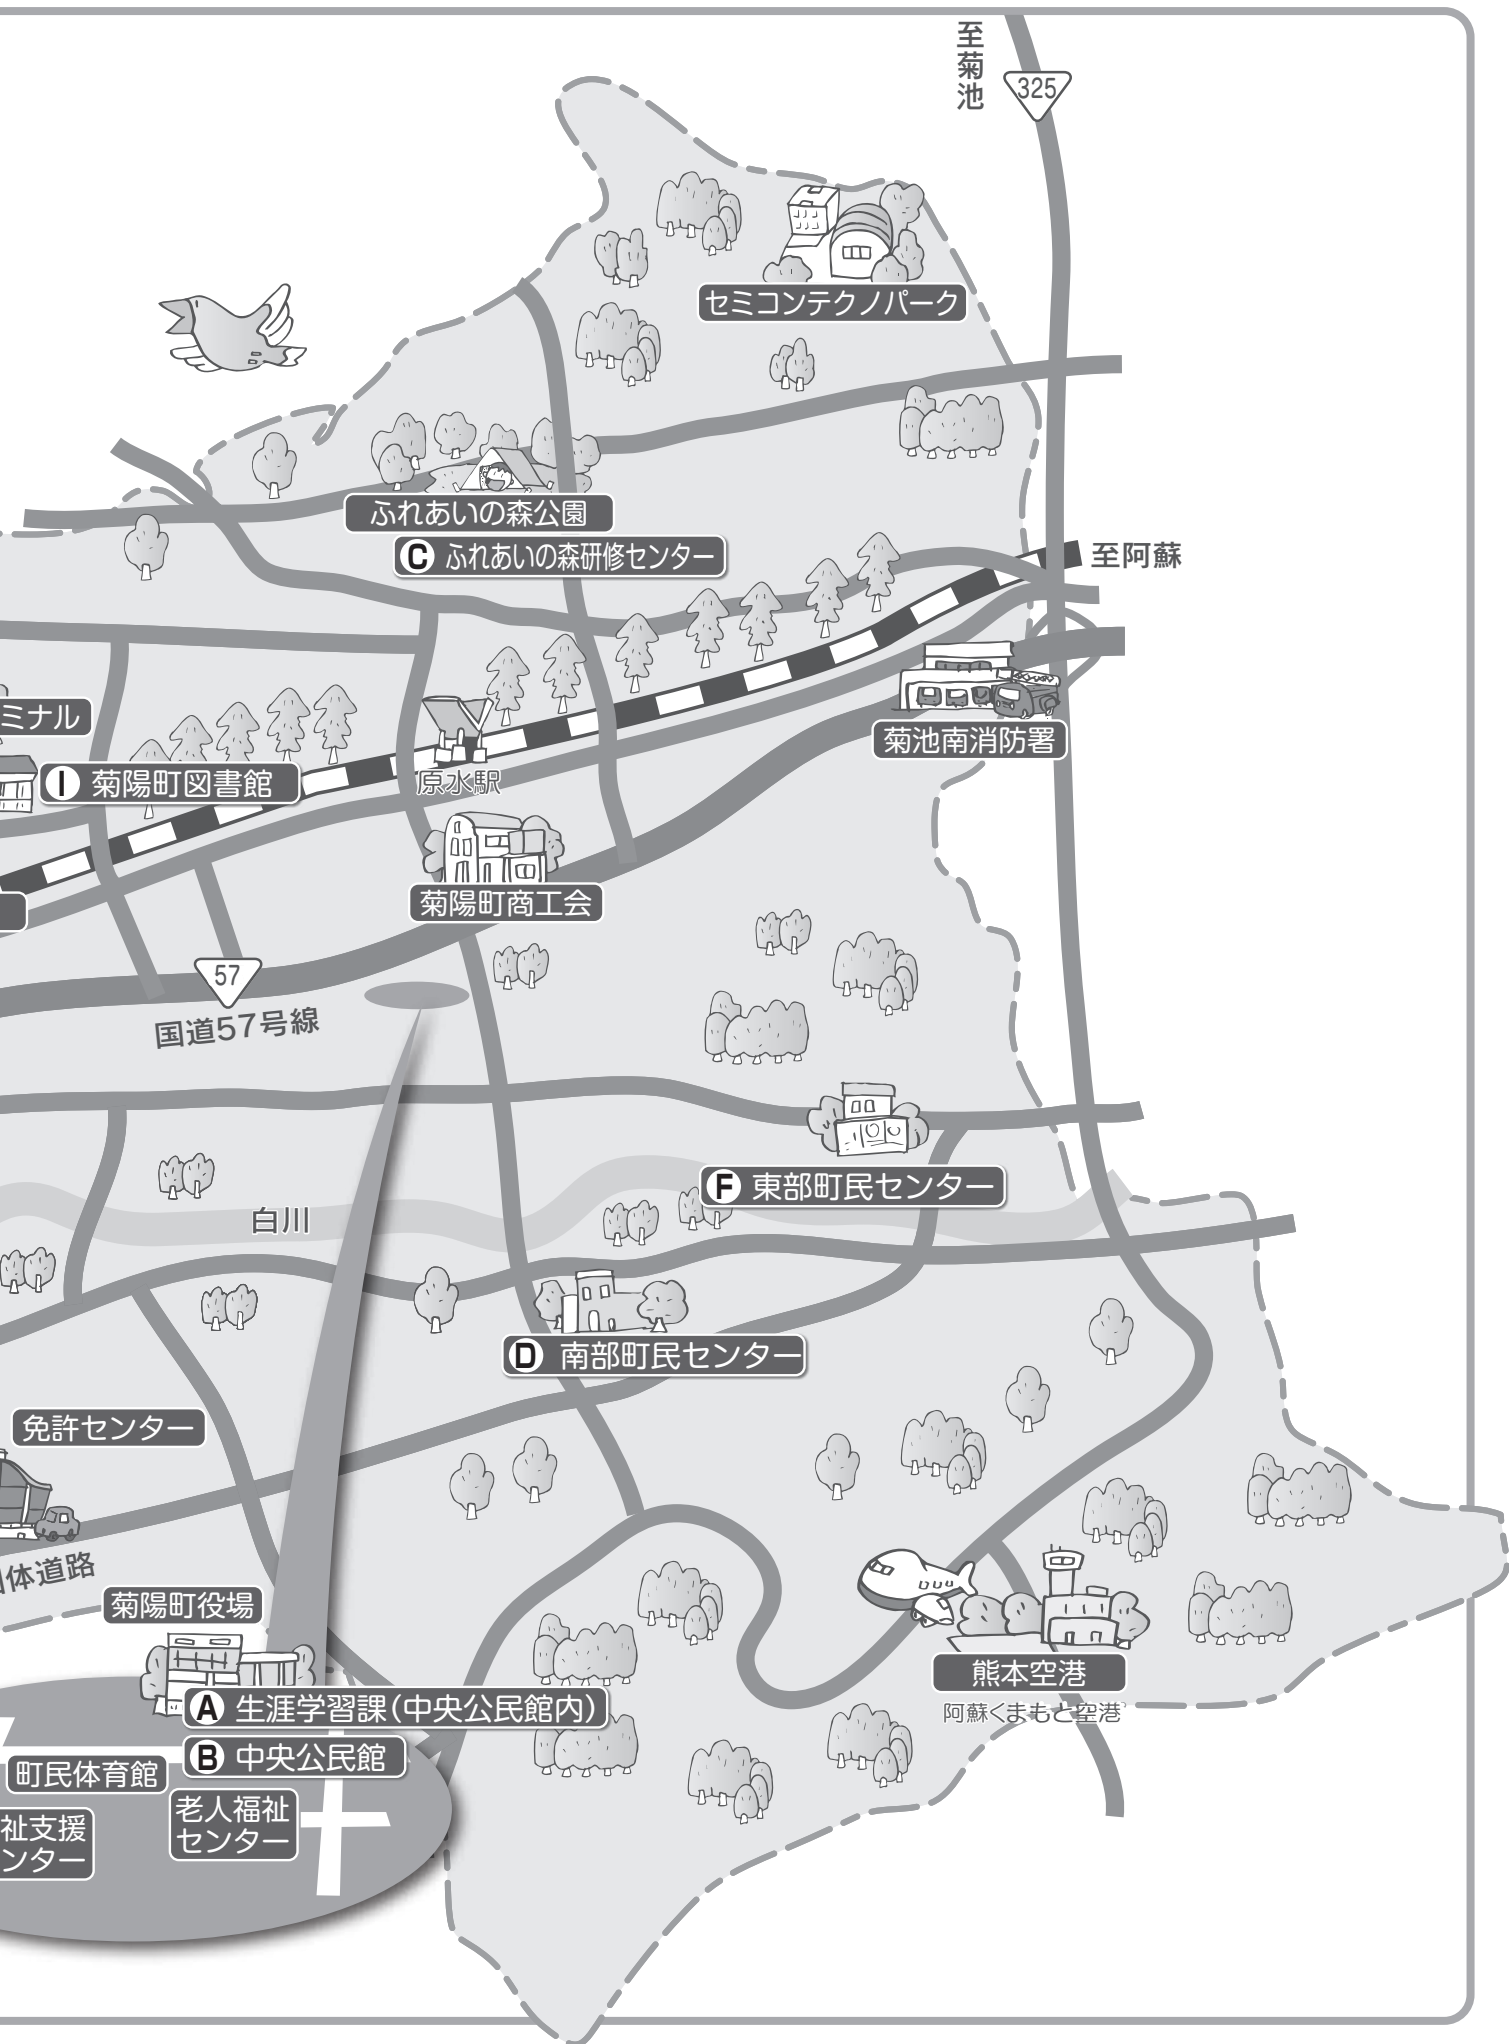 至菊池
325
セミコンテクノパーク
ふれあいの森公園
C ふれあいの森研修センター
至阿蘇
ミナル
菊池南消防署
I 菊陽町図書館
原水駅
菊陽町商工会
57
国道57号線
F 東部町民センター
白川
D 南部町民センター
免許センター
体道路
菊陽町役場
熊本空港
阿蘇くまもと空港
A 生涯学習課(中央公民館内)
B 中央公民館
町民体育館
老人福祉
センター
祉支援
ンター